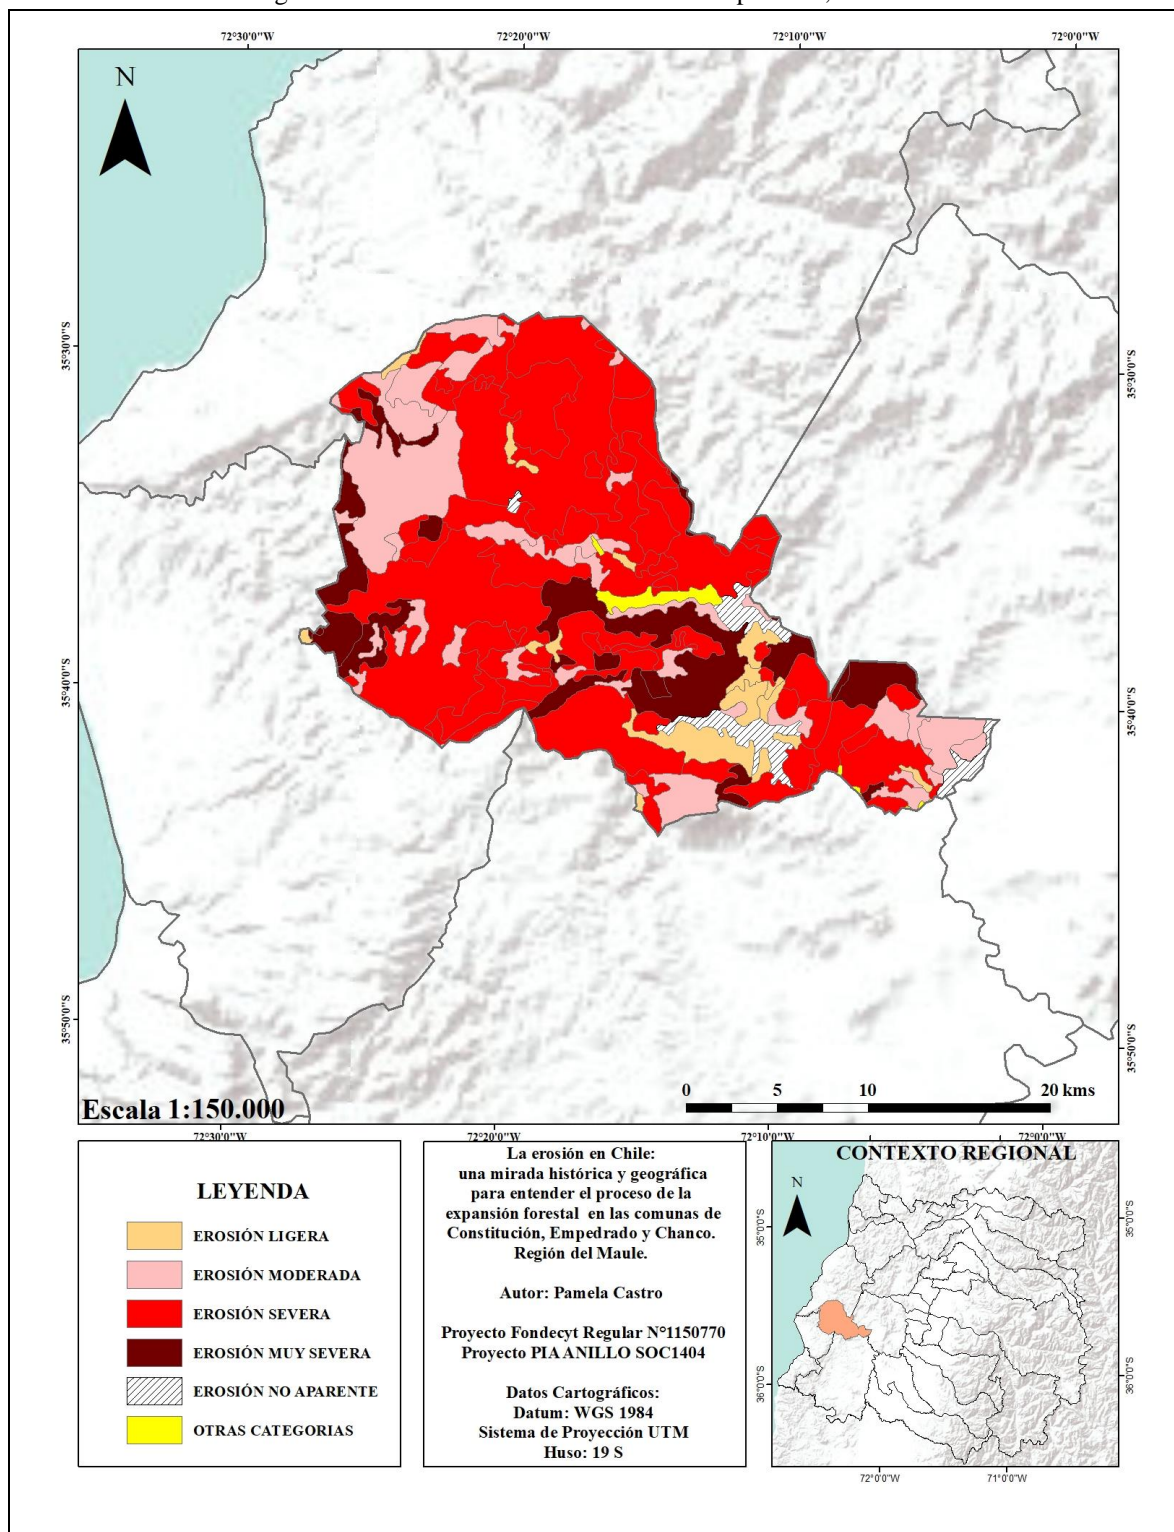 72°30'0"W 72°20'0"W 72°10'0"W 72°0'0"W
N
35°30'0"S
35°30'0"S
35°40'0"S
35°40'0"S
35°50'0"S
35°50'0"S
0 5 10 20 kms
Escala 1:150.000
72°30'0"W 72°20'0"W 72°10'0"W 72°0'0"W
LEYENDA
EROSIÓN LIGERA
EROSIÓN MODERADA
EROSIÓN SEVERA
EROSIÓN MUY SEVERA
EROSIÓN NO APARENTE
OTRAS CATEGORIAS
La erosión en Chile:
una mirada histórica y geográfica
para entender el proceso de la
expansión forestal en las comunas de
Constitución, Empedrado y Chanco.
Región del Maule.
Autor: Pamela Castro
Proyecto Fondecyt Regular N°1150770
Proyecto PIA ANILLO SOC1404
Datos Cartográficos:
Datum: WGS 1984
Sistema de Proyección UTM
Huso: 19 S
CONTEXTO REGIONAL
N
35°0'0"S
35°0'0"S
36°0'0"S
36°0'0"S
72°0'0"W 71°0'0"W